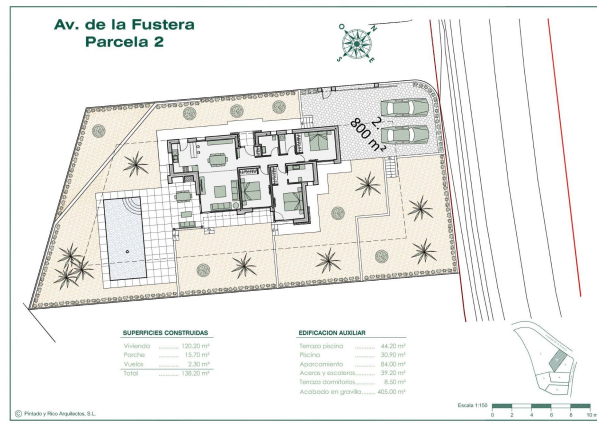 Av. de la Fustera
Parcela 2
O N
S E
2.
800 m²
SUPERFICIES CONSTRUIDAS
Vivienda ............ 120.20 m²
Porche ............ 15.70 m²
Vuelos ............ 2.30 m²
Total ............ 138.20 m²
EDIFICACION AUXILIAR
Terraza piscina ............ 44.20 m²
Piscina ............ 30.90 m²
Aparcamiento ............ 84.00 m²
Aceras y escaleras ............ 39.20 m²
Terraza dormitorios ............ 8.50 m²
Acabado en gravilla ............ 405.00 m²
Escala 1:150
0 2 4 6 8 10 m
© Pintado y Rico Arquitectos, S.L.